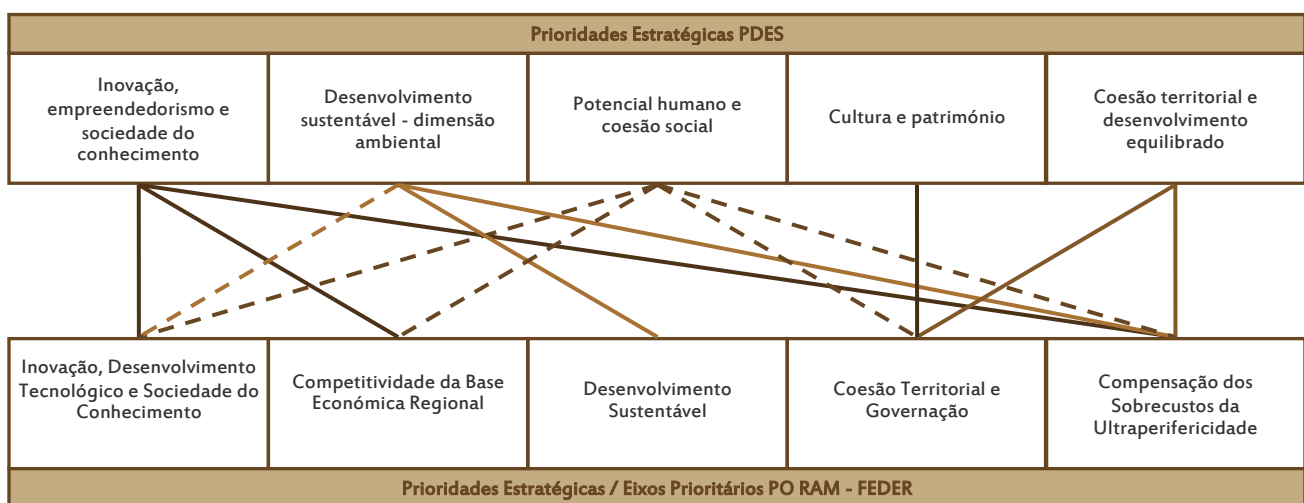 Prioridades Estratégicas PDES
Inovação,
empreendedorismo e
sociedade do
conhecimento
Desenvolvimento
sustentável - dimensão
ambiental
Potencial humano e
coesão social
Cultura e património
Coesão territorial e
desenvolvimento
equilibrado
Inovação, Desenvolvimento
Tecnológico e Sociedade do
Conhecimento
Competitividade da Base
Económica Regional
Desenvolvimento
Sustentável
Coesão Territorial e
Governação
Compensação dos
Sobrecustos da
Ultraperifericidade
Prioridades Estratégicas / Eixos Prioritários PO RAM - FEDER